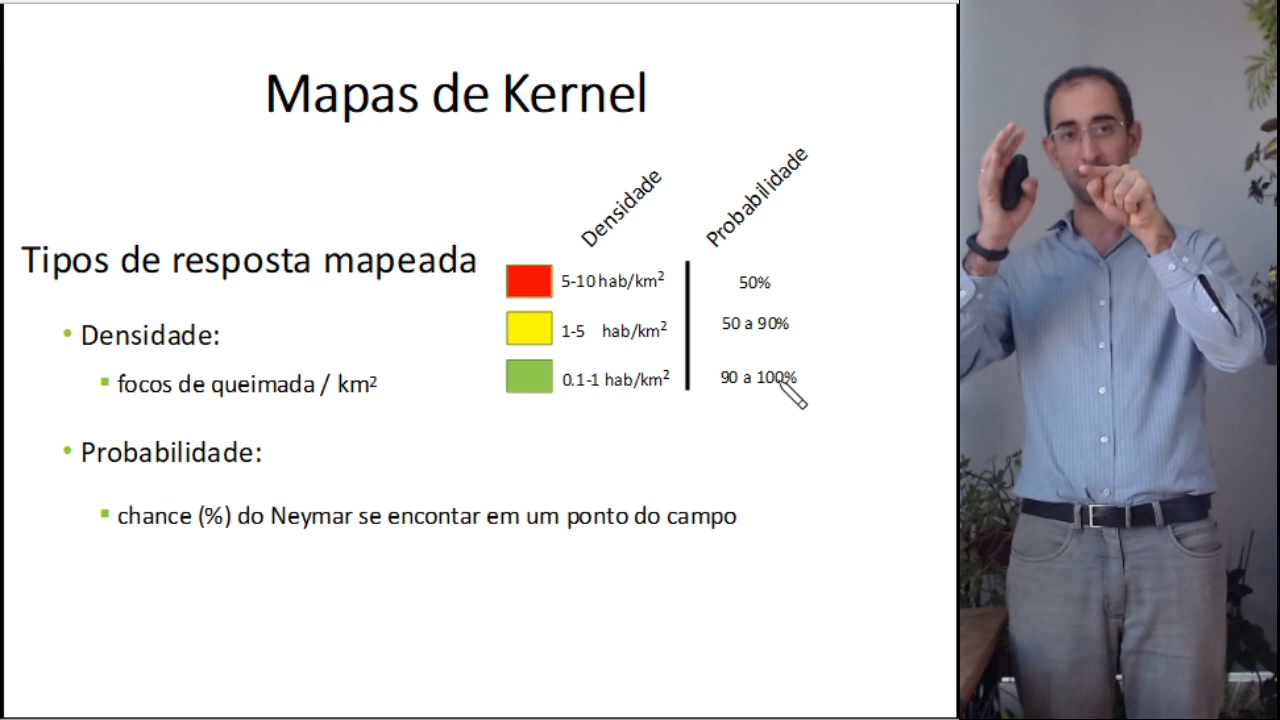 Mapas de Kernel
Densidade
Probabilidade
Tipos de resposta mapeada
5-10 hab/km²
50%
1-5 hab/km²
50 a 90%
0.1-1 hab/km²
90 a 100%
• Densidade:
▪ focos de queimada / km²
• Probabilidade:
▪ chance (%) do Neymar se encontar em um ponto do campo